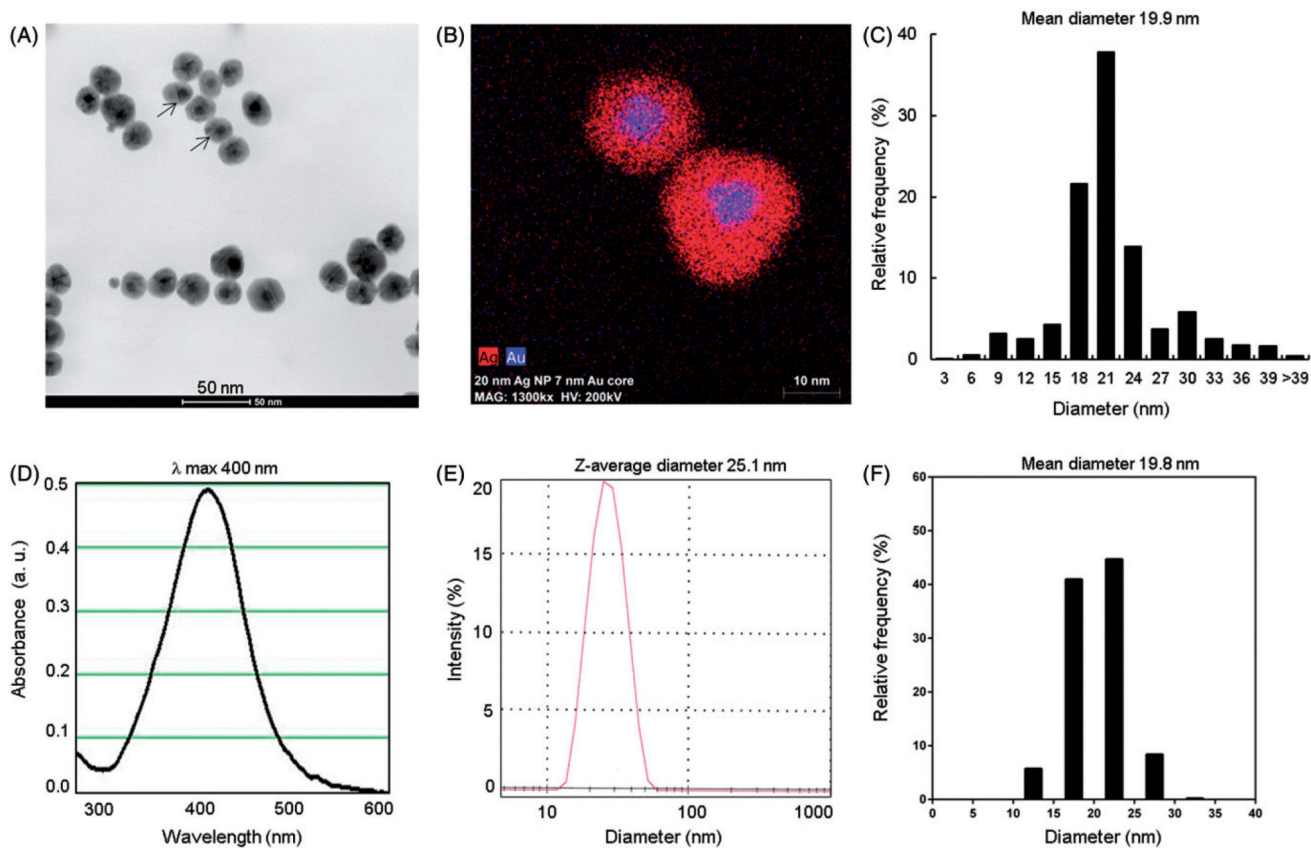 (A)
50 nm
50 nm
(B)
Ag Au
20 nm Ag NP 7 nm Au core
MAG: 1300kx HV: 200kV
10 nm
(C)
Mean diameter 19.9 nm
40
30
20
10
0
Relative frequency (%)
3 6 9 12 15 18 21 24 27 30 33 36 39 >39
Diameter (nm)
(D)
λ max 400 nm
0.5
0.4
0.3
0.2
0.1
0.0
Absorbance (a. u.)
300 400 500 600
Wavelength (nm)
(E)
Z-average diameter 25.1 nm
20
15
10
5
0
Intensity (%)
10 100 1000
Diameter (nm)
(F)
Mean diameter 19.8 nm
60
50
40
30
20
10
0
Relative frequency (%)
0 5 10 15 20 25 30 35 40
Diameter (nm)